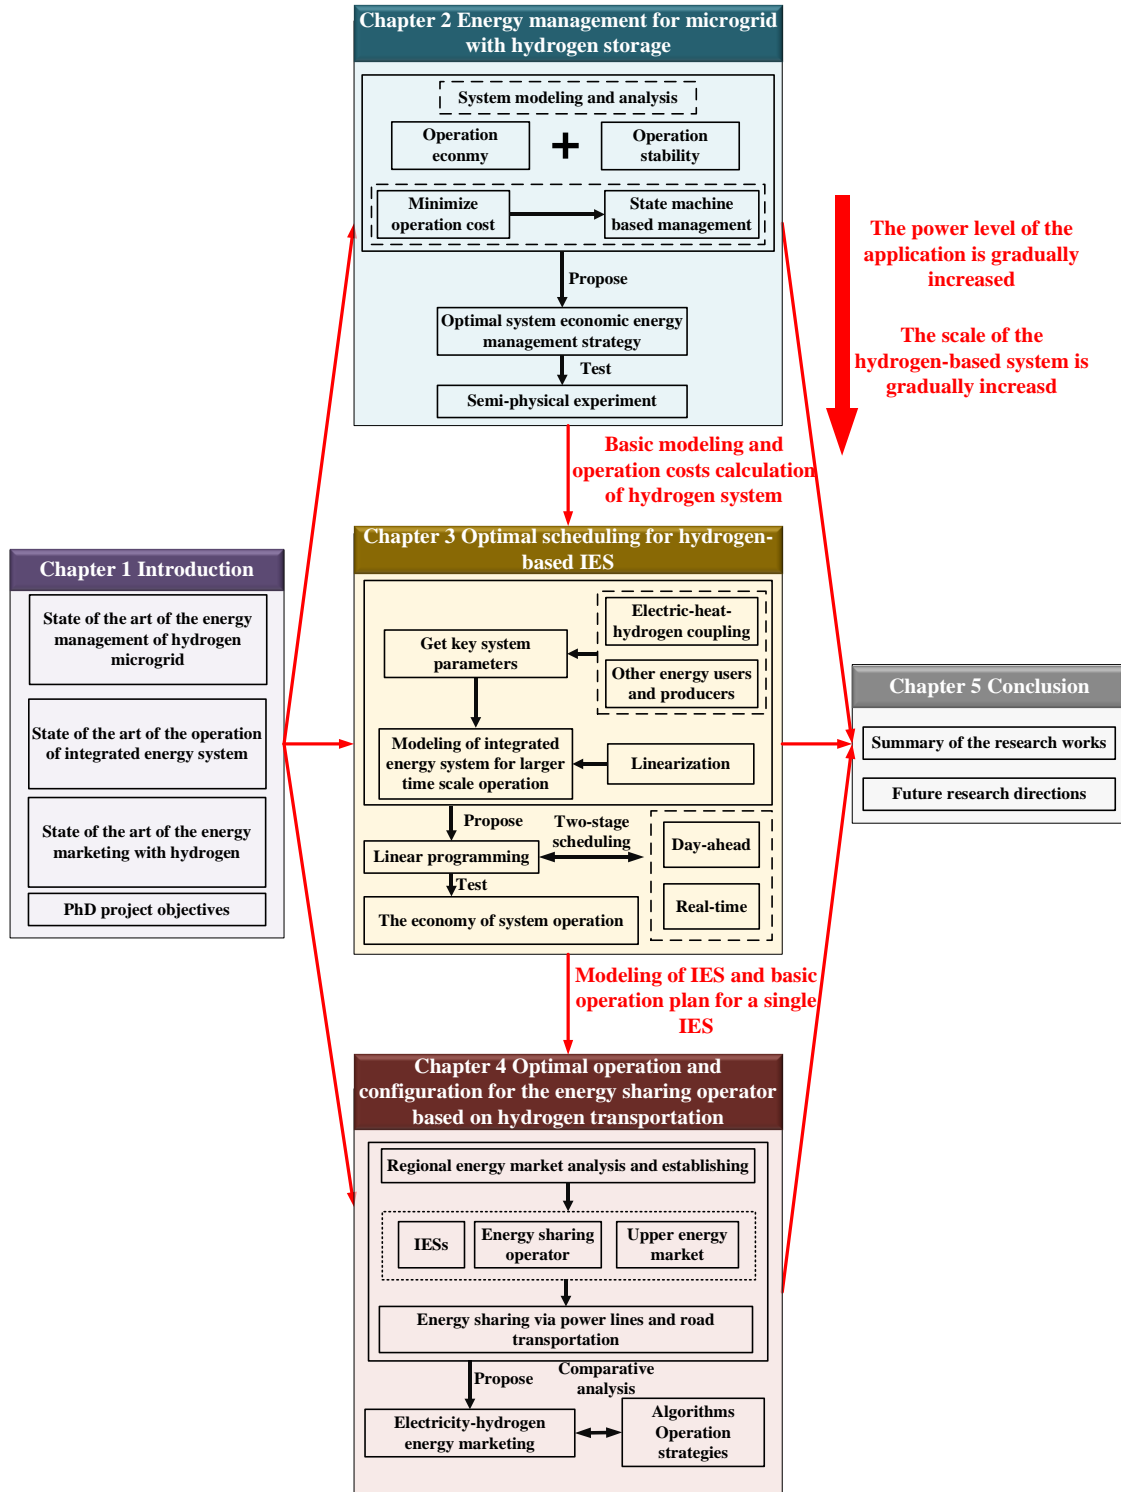 Chapter 2 Energy management for microgrid
with hydrogen storage
System modeling and analysis
Operation
econmy
+
Operation
stability
Minimize
operation cost
State machine
based management
Propose
Optimal system economic energy
management strategy
Test
Semi-physical experiment
The power level of the
application is gradually
increased
The scale of the
hydrogen-based system is
gradually increasd
Basic modeling and
operation costs calculation
of hydrogen system
Chapter 1 Introduction
State of the art of the energy
management of hydrogen
microgrid
State of the art of the operation
of integrated energy system
State of the art of the energy
marketing with hydrogen
PhD project objectives
Chapter 3 Optimal scheduling for hydrogen-
based IES
Electric-heat-
hydrogen coupling
Get key system
parameters
Other energy users
and producers
Modeling of integrated
energy system for larger
time scale operation
Linearization
Propose
Two-stage
scheduling
Linear programming
Day-ahead
Test
Real-time
The economy of system operation
Chapter 5 Conclusion
Summary of the research works
Future research directions
Modeling of IES and basic
operation plan for a single
IES
Chapter 4 Optimal operation and
configuration for the energy sharing operator
based on hydrogen transportation
Regional energy market analysis and establishing
IESs
Energy sharing
operator
Upper energy
market
Energy sharing via power lines and road
transportation
Propose
Comparative
analysis
Electricity-hydrogen
energy marketing
Algorithms
Operation
strategies